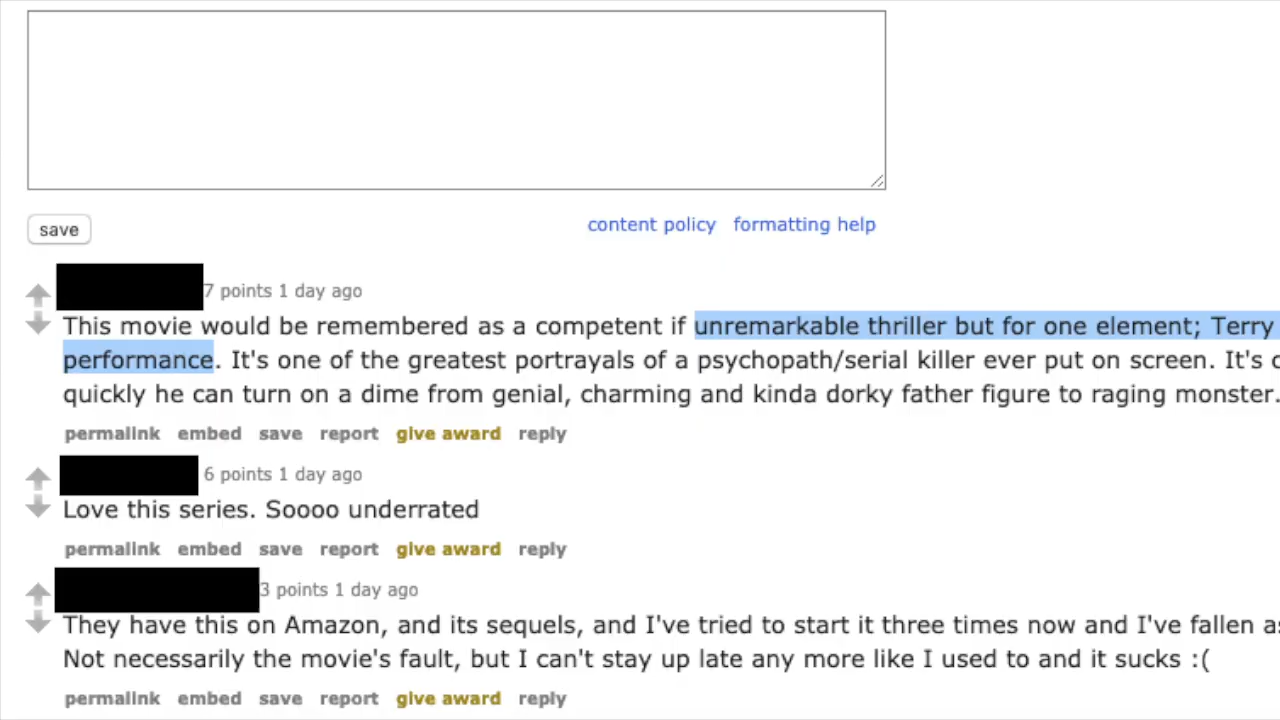 save
content policy formatting help
7 points 1 day ago
This movie would be remembered as a competent if unremarkable thriller but for one element; Terry
performance. It's one of the greatest portrayals of a psychopath/serial killer ever put on screen. It's
quickly he can turn on a dime from genial, charming and kinda dorky father figure to raging monster.
permalink embed save report give award reply
6 points 1 day ago
Love this series. Soooo underrated
permalink embed save report give award reply
3 points 1 day ago
They have this on Amazon, and its sequels, and I've tried to start it three times now and I've fallen
Not necessarily the movie's fault, but I can't stay up late any more like I used to and it sucks :(
permalink embed save report give award reply